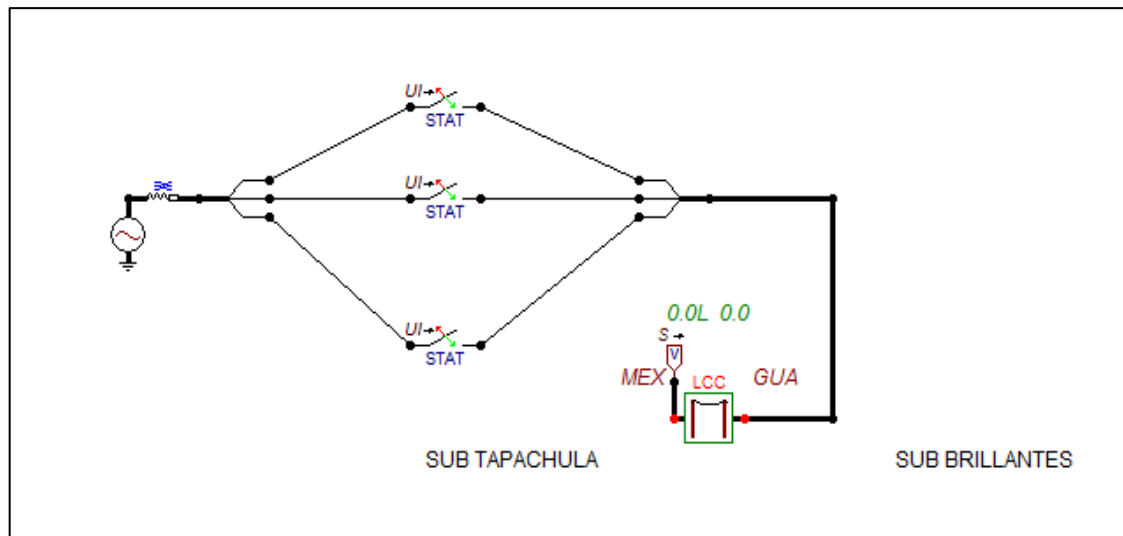 UI
STAT
UI
STAT
UI
STAT
0.0L 0.0
S
V
MEX
LCC
GUA
SUB TAPACHULA
SUB BRILLANTES